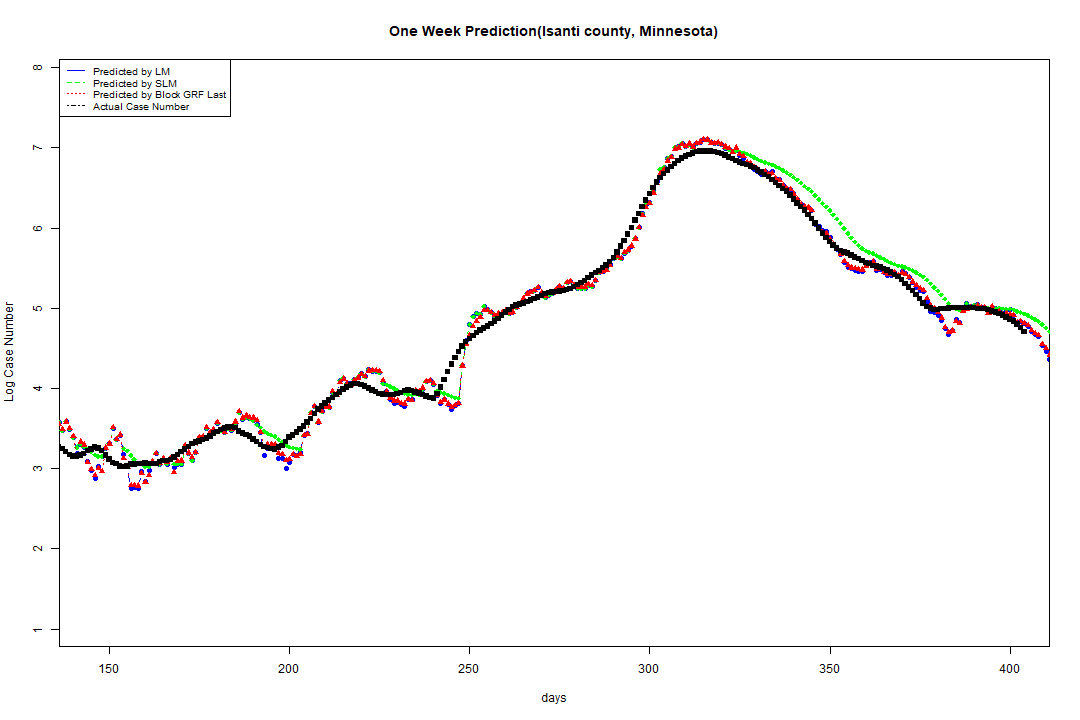 One Week Prediction(Isanti county, Minnesota)
Predicted by LM
Predicted by SLM
Predicted by Block GRF Last
Actual Case Number
8
7
6
5
4
3
2
1
Log Case Number
150 200 250 300 350 400
days